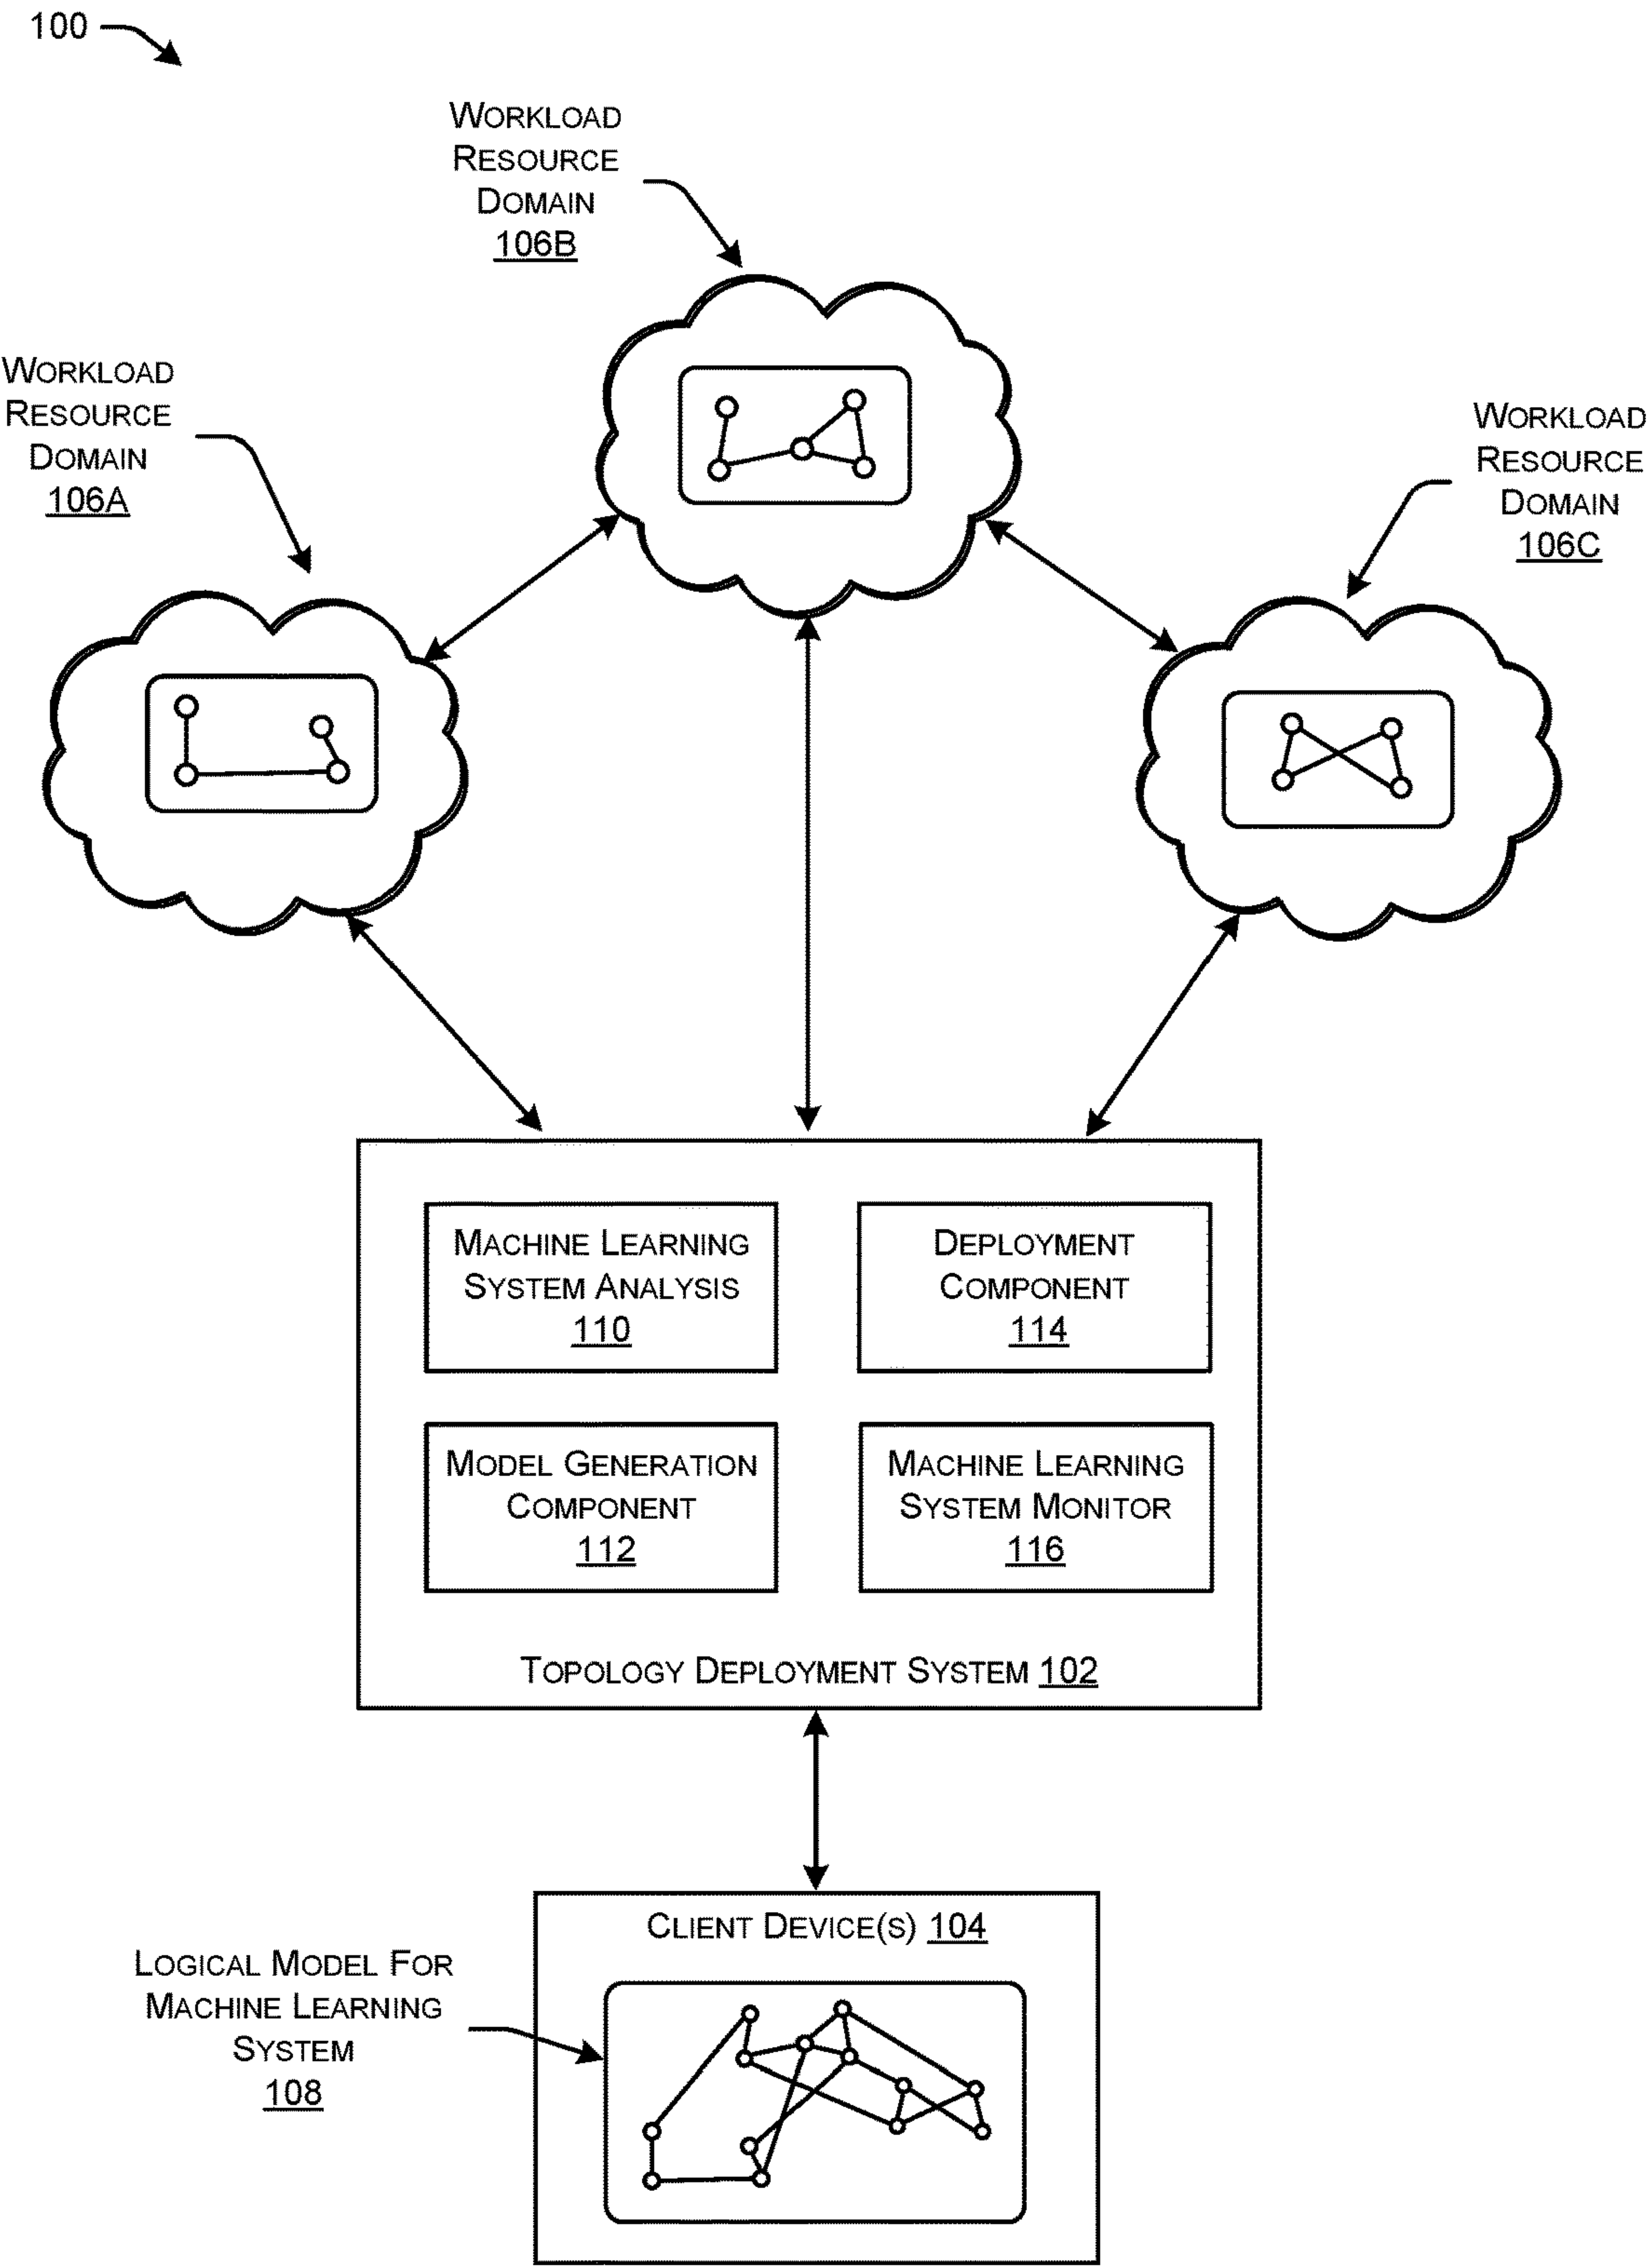 100
WORKLOAD
RESOURCE
DOMAIN
106B
WORKLOAD
RESOURCE
DOMAIN
106A
WORKLOAD
RESOURCE
DOMAIN
106C
MACHINE LEARNING
SYSTEM ANALYSIS
110
DEPLOYMENT
COMPONENT
114
MODEL GENERATION
COMPONENT
112
MACHINE LEARNING
SYSTEM MONITOR
116
TOPOLOGY DEPLOYMENT SYSTEM 102
CLIENT DEVICE(S) 104
LOGICAL MODEL FOR
MACHINE LEARNING
SYSTEM
108